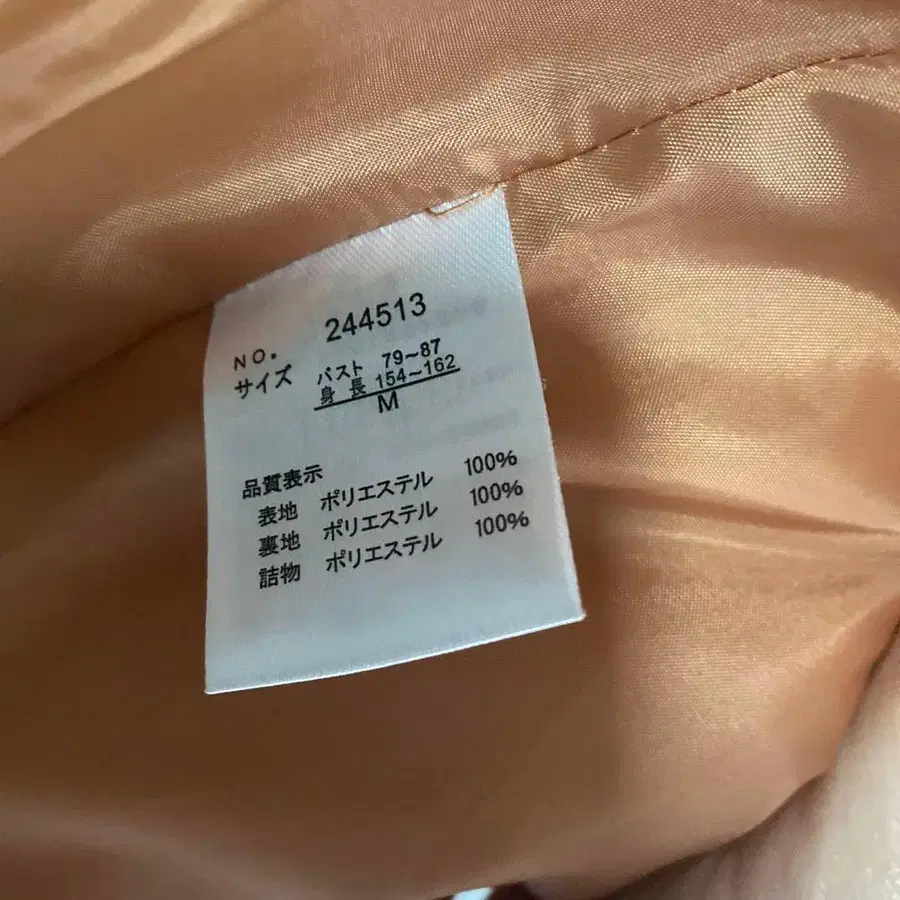 NO. 244513
サイズ バスト 79~87
身長 154~162
M
品質表示
表地 ポリエステル 100%
裏地 ポリエステル 100%
詰物 ポリエステル 100%